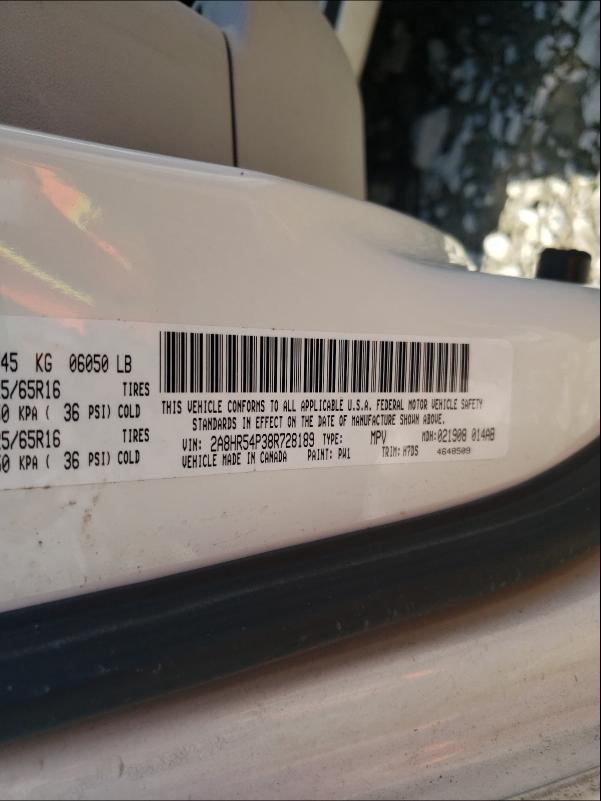 45 KG 06050 LB
5/65R16 TIRES
0 KPA ( 36 PSI) COLD
5/65R16 TIRES
50 KPA ( 36 PSI) COLD
THIS VEHICLE CONFORMS TO ALL APPLICABLE U.S.A. FEDERAL MOTOR VEHICLE SAFETY
STANDARDS IN EFFECT ON THE DATE OF MANUFACTURE SHOWN ABOVE.
VIN: 2A8HR54P38R728189 TYPE: MPV MDH: 021908 014AB
VEHICLE MADE IN CANADA PAINT: PW1 TRIM: H7DS 4648509